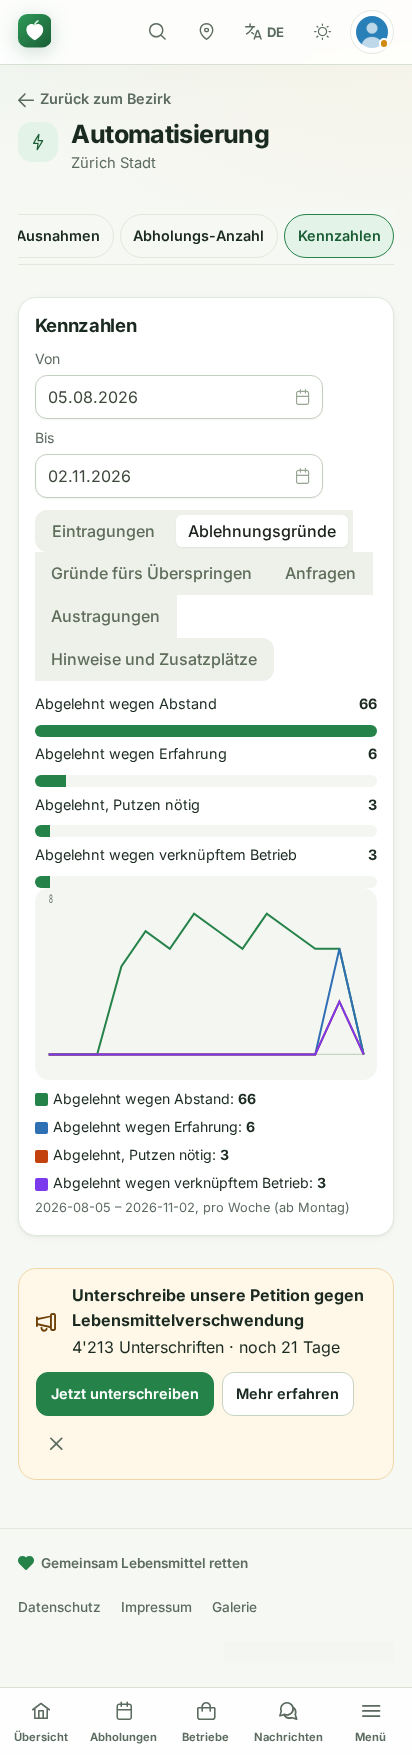 DE
Zurück zum Bezirk
Automatisierung
Zürich Stadt
Ausnahmen
Abholungs-Anzahl
Kennzahlen
Kennzahlen
Von
05.08.2026
Bis
02.11.2026
Eintragungen
Ablehnungsgründe
Gründe fürs Überspringen
Anfragen
Austragungen
Hinweise und Zusatzplätze
Abgelehnt wegen Abstand 66
Abgelehnt wegen Erfahrung 6
Abgelehnt, Putzen nötig 3
Abgelehnt wegen verknüpftem Betrieb 3
8
Abgelehnt wegen Abstand: 66
Abgelehnt wegen Erfahrung: 6
Abgelehnt, Putzen nötig: 3
Abgelehnt wegen verknüpftem Betrieb: 3
2026-08-05 – 2026-11-02, pro Woche (ab Montag)
Unterschreibe unsere Petition gegen
Lebensmittelverschwendung
4'213 Unterschriften · noch 21 Tage
Jetzt unterschreiben
Mehr erfahren
Gemeinsam Lebensmittel retten
Datenschutz
Impressum
Galerie
Übersicht
Abholungen
Betriebe
Nachrichten
Menü